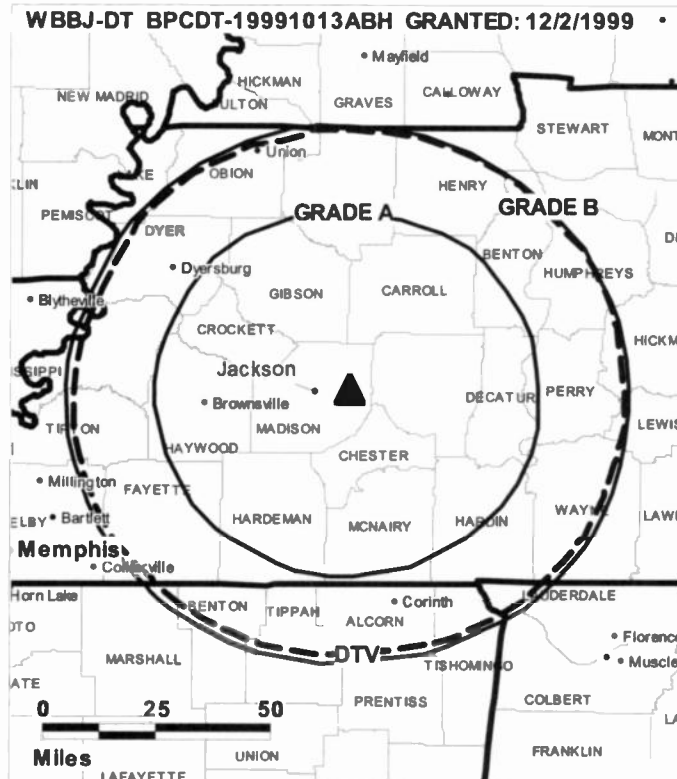 WBBJ-DT BPCDT-19991013ABH GRANTED: 12/2/1999
Mayfield
HICKMAN
CALLOWAY
NEW MADRID
GRAVES
STEWART
Union
OBION
HENRY
PEMISCOT
GRADE A
GRADE B
DYER
BENTON
Dyersburg
HUMPHREYS
GIBSON
CARROLL
Blytheville
CROCKETT
Jackson
PERRY
DECATUR
Brownsville
MADISON
TIPTON
HAYWOOD
CHESTER
Millington
FAYETTE
WAYNE
Bartlett
HARDEMAN
HARDIN
MCNAIRY
Memphis
Collierville
Horn Lake
BENTON
TIPPAH
Corinth
LAUDERDALE
ALCORN
MARSHALL
DTV
TISHOMINGO
Florence
Muscle
PRENTISS
COLBERT
0 25 50
Miles
UNION
FRANKLIN
LAFAYETTE